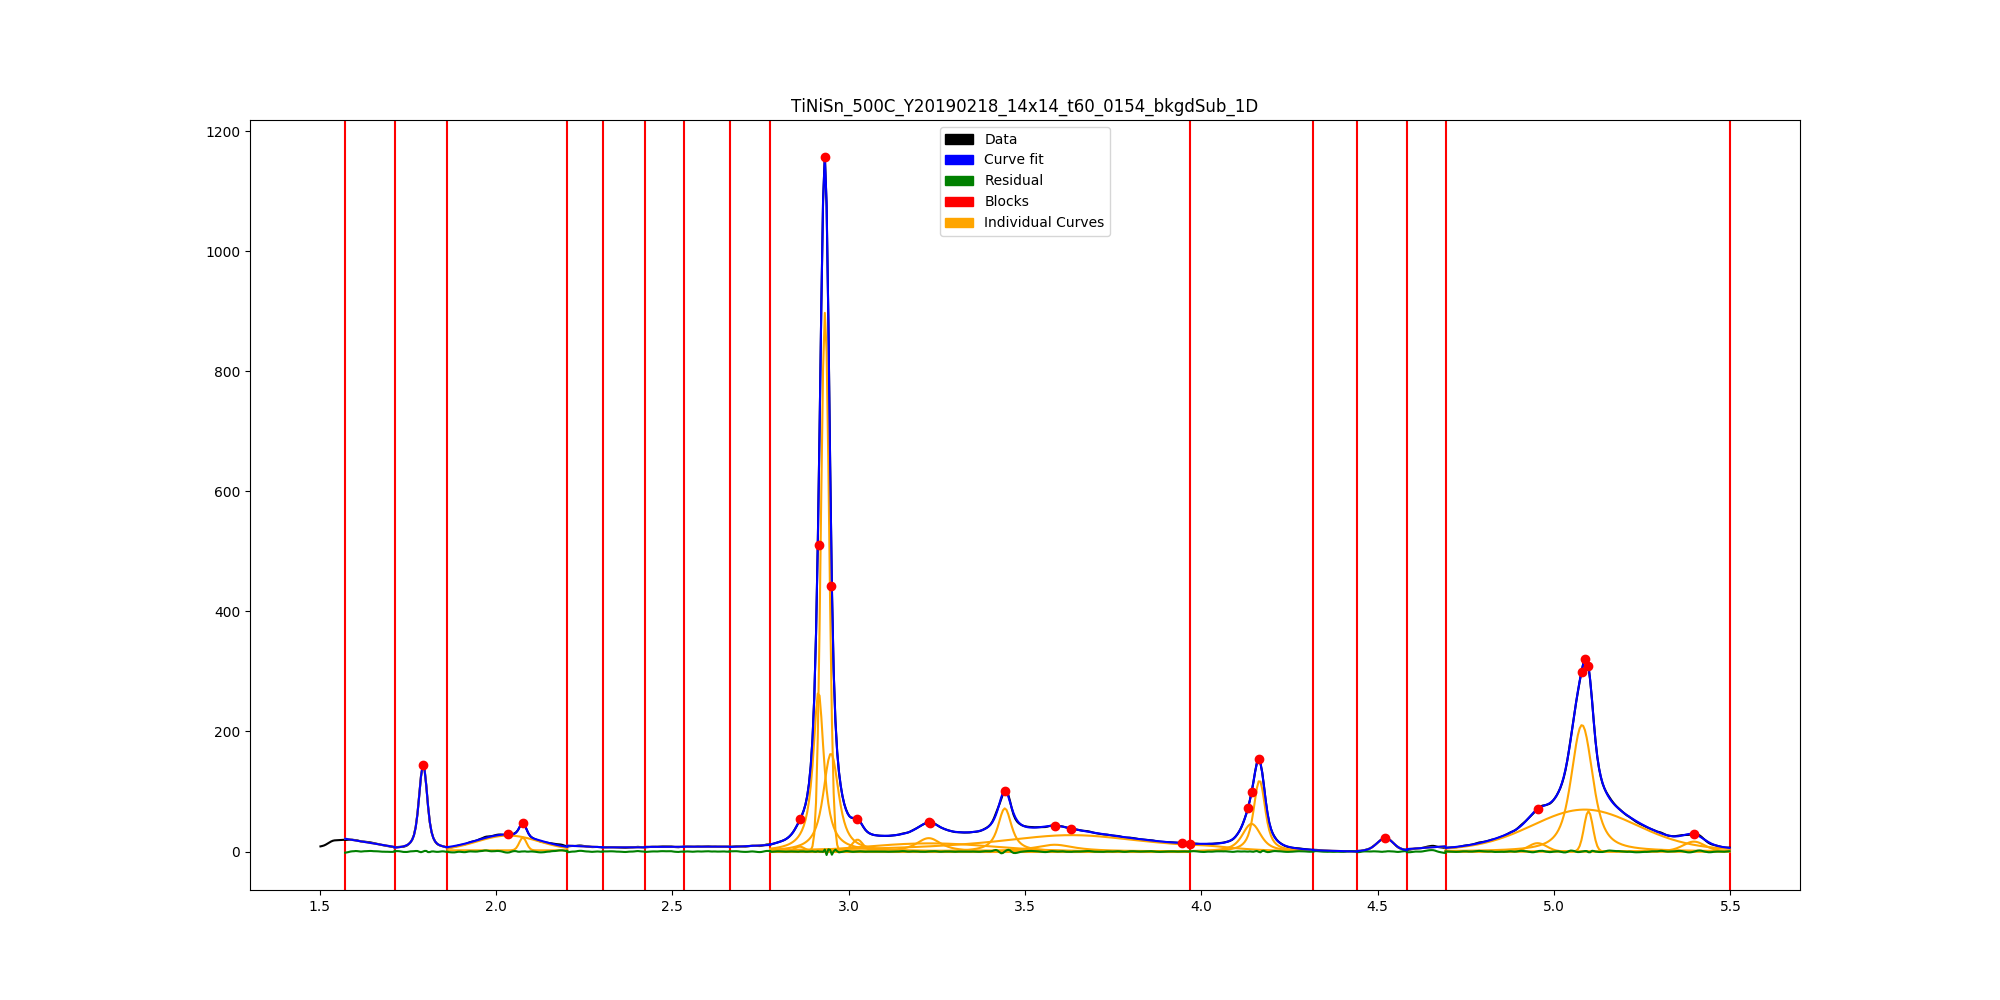 TiNiSn_500C_Y20190218_14x14_t60_0154_bkgdSub_1D
Data
Curve fit
Residual
Blocks
Individual Curves
1200
1000
800
600
400
200
0
1.5 2.0 2.5 3.0 3.5 4.0 4.5 5.0 5.5